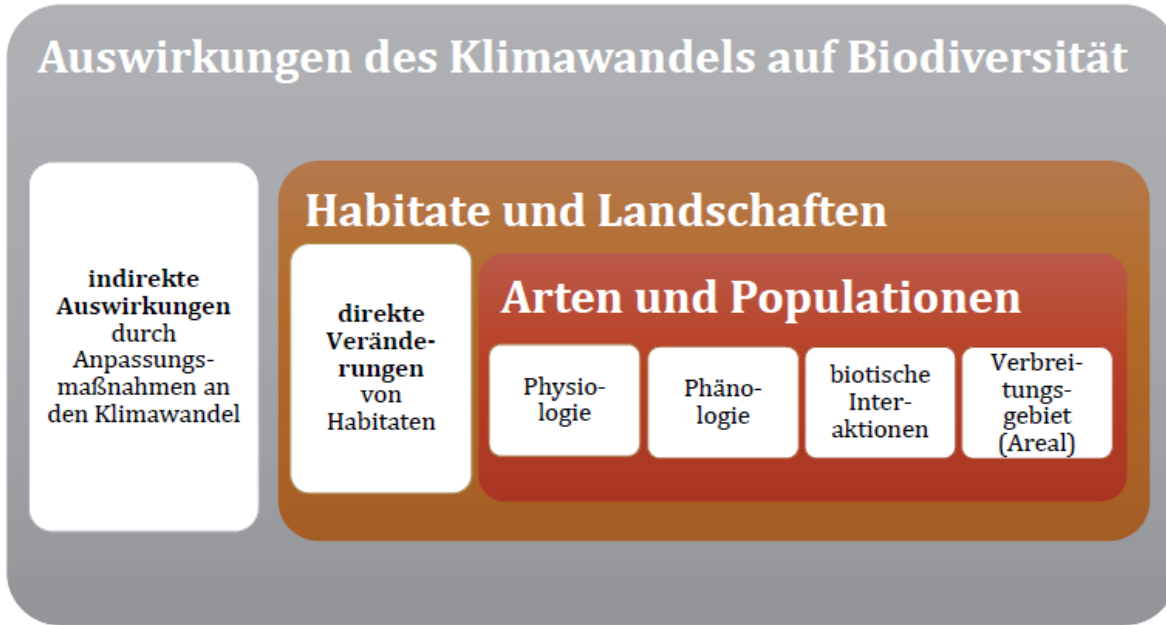 Auswirkungen des Klimawandels auf Biodiversität
indirekte
Auswirkungen
durch
Anpassungs-
maßnahmen an
den Klimawandel
Habitate und Landschaften
direkte
Verände-
rungen
von
Habitaten
Arten und Populationen
Physio-
logie
Phäno-
logie
biotische
Inter-
aktionen
Verbrei-
tungs-
gebiet
(Areal)